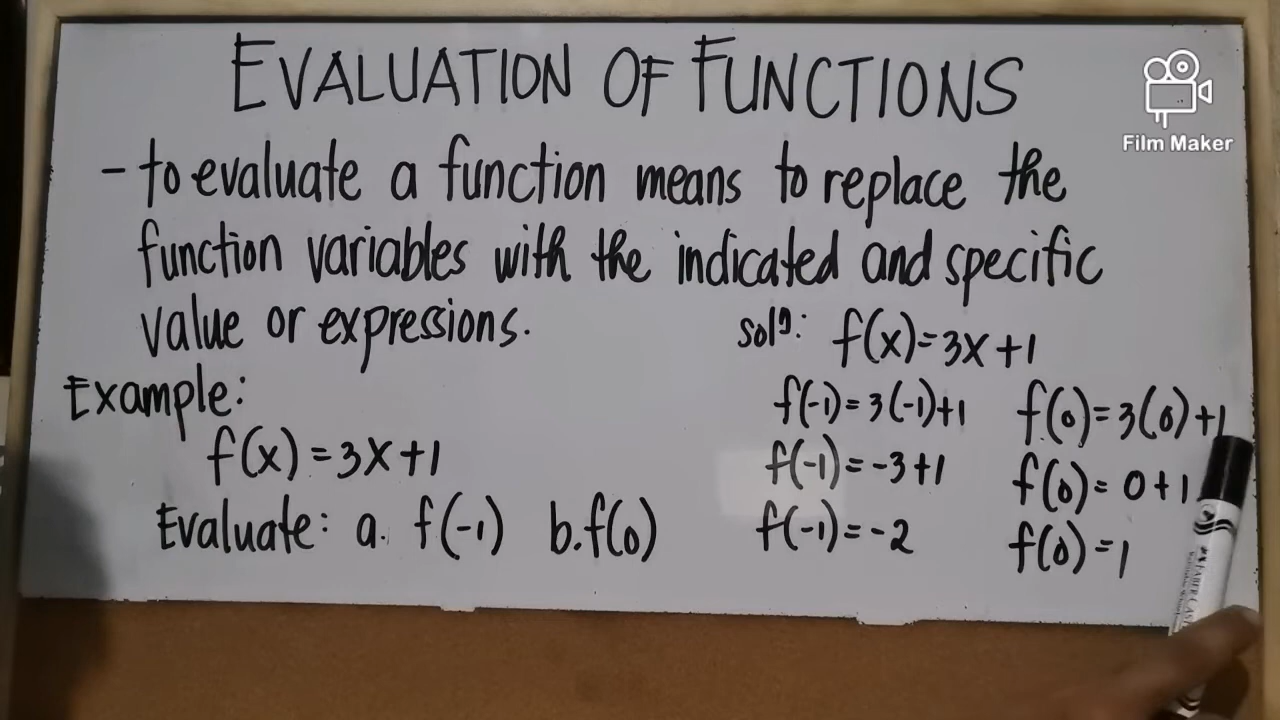 EVALUATION OF FUNCTIONS
Film Maker
- to evaluate a function means to replace the
function variables with the indicated and specific
value or expressions.
Example:
f(x)=3x+1
Evaluate: a. f(-1) b. f(0)
Solⁿ: f(x)=3x+1
f(-1)=3(-1)+1
f(-1)=-3+1
f(-1)=-2
f(0)=3(0)+1
f(0)=0+1
f(0)=1